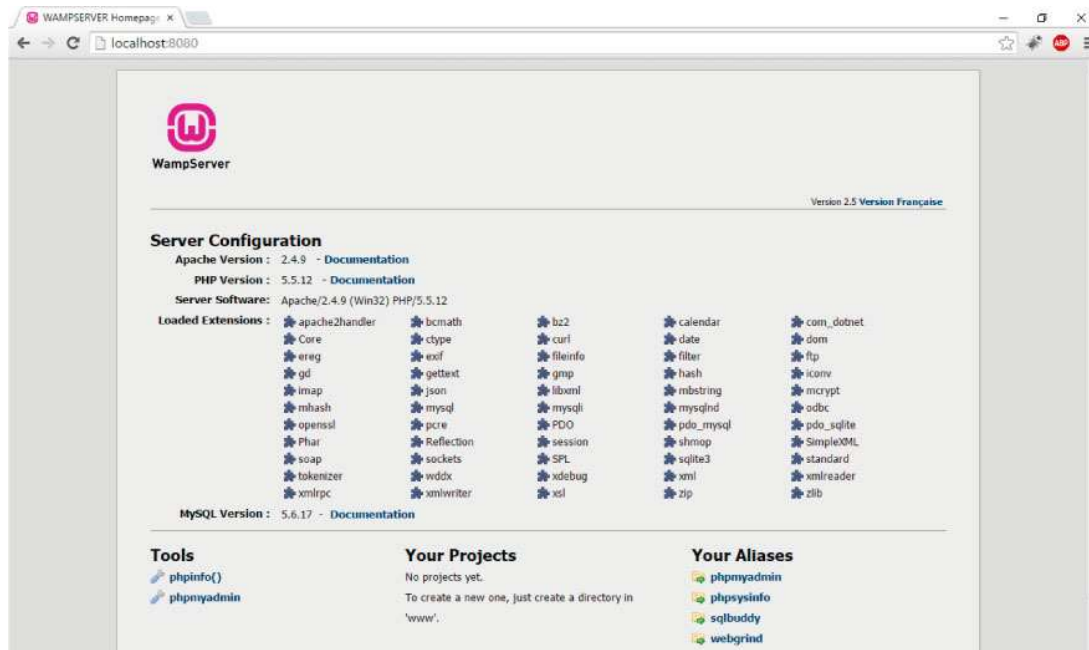 WAMPSERVER Homepage
localhost:8080
ABP
WampServer
Version 2.5 Version Française
Server Configuration
Apache Version : 2.4.9 - Documentation
PHP Version : 5.5.12 - Documentation
Server Software: Apache/2.4.9 (Win32) PHP/5.5.12
Loaded Extensions : apache2handler bcmath bz2 calendar com_dotnet
Core ctype curl date dom
ereg exif fileinfo filter ftp
gd gettext gmp hash iconv
imap json libxml mbstring mcrypt
mhash mysql mysqli mysqlnd odbc
openssl pcre PDO pdo_mysql pdo_sqlite
Phar Reflection session shmop SimpleXML
soap sockets SPL sqlite3 standard
tokenizer wddx xdebug xml xmlreader
xmlrpc xmlwriter xsl zip zlib
MySQL Version : 5.6.17 - Documentation
Tools
phpinfo()
phpmyadmin
Your Projects
No projects yet.
To create a new one, just create a directory in
'www'.
Your Aliases
phpmyadmin
phpsysinfo
sqlbuddy
webgrind